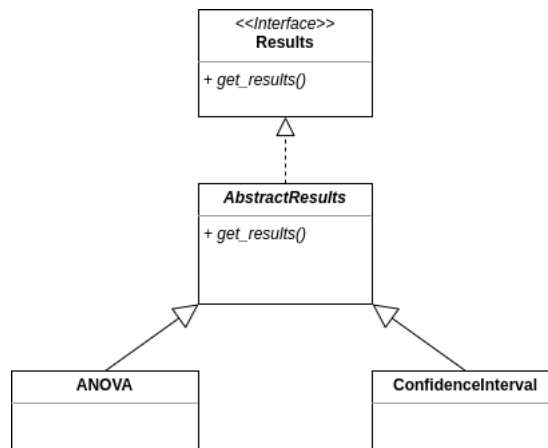 <<Interface>>
Results
+ get_results()
AbstractResults
+ get_results()
ANOVA
ConfidenceInterval